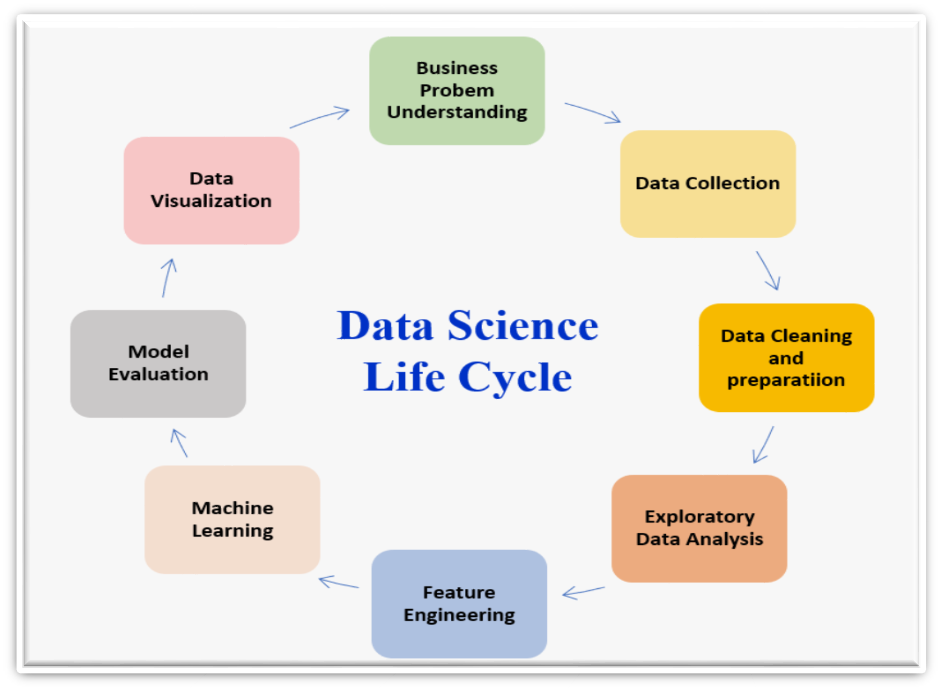 Business
Probem
Understanding
Data Collection
Data Cleaning
and
preparatiion
Exploratory
Data Analysis
Feature
Engineering
Machine
Learning
Model
Evaluation
Data
Visualization
Data Science
Life Cycle